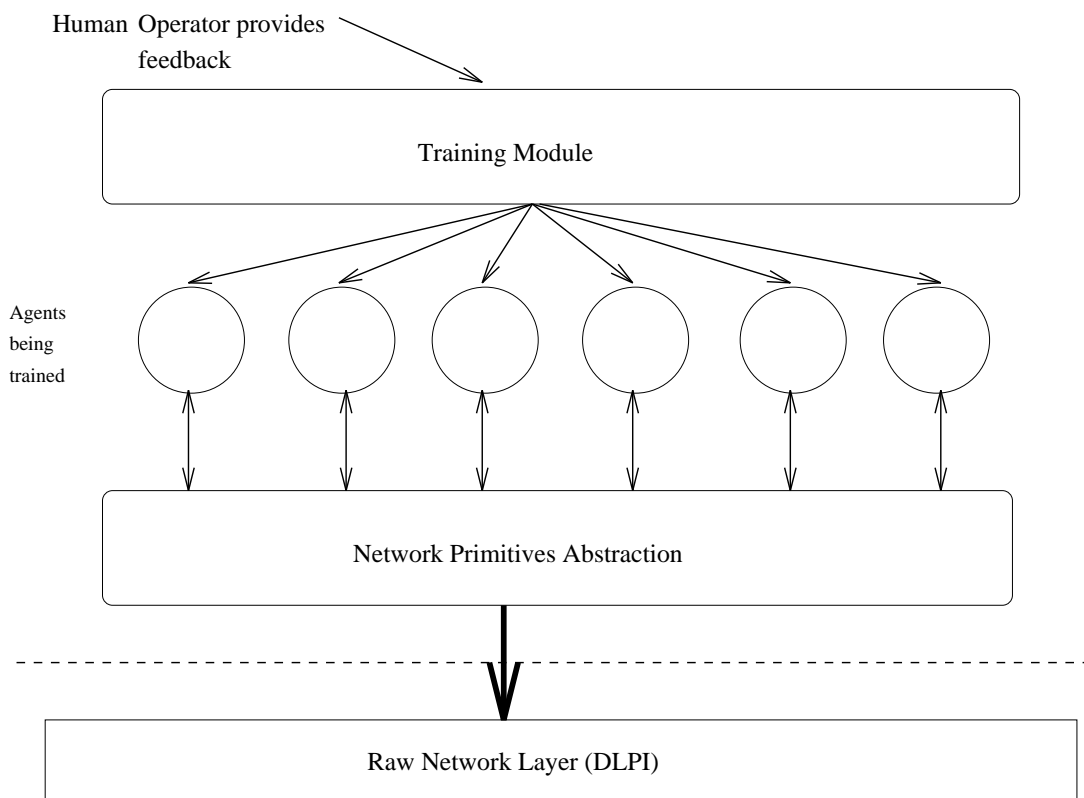 Human Operator provides
feedback
Training Module
Agents
being
trained
Network Primitives Abstraction
Raw Network Layer (DLPI)